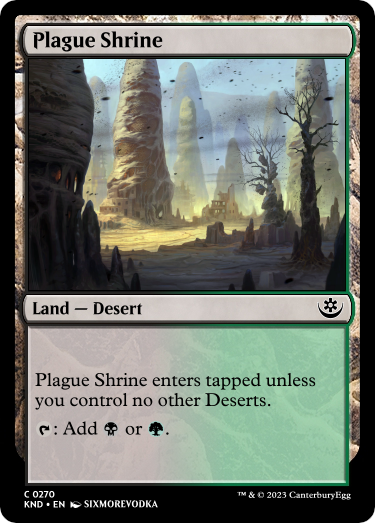 Plague Shrine
Land — Desert
Plague Shrine enters tapped unless
you control no other Deserts.
: Add or .
C 0270
KND • EN SIXMOREVODKA
™ & © 2023 CanterburyEgg